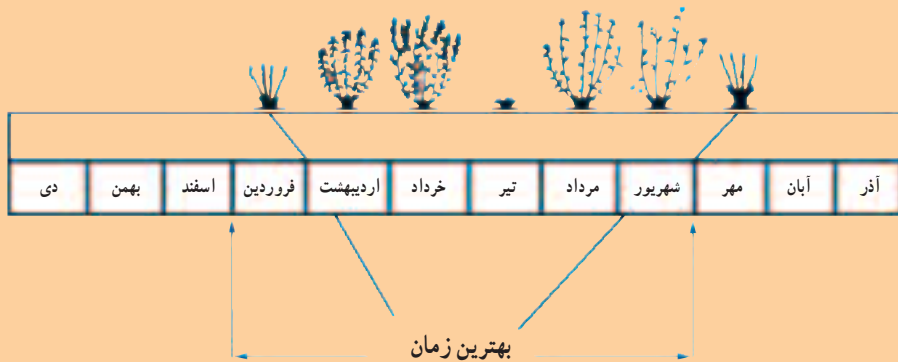 دی بهمن اسفند فروردین اردیبهشت خرداد تیر مرداد شهریور مهر آبان آذر
بهترین زمان